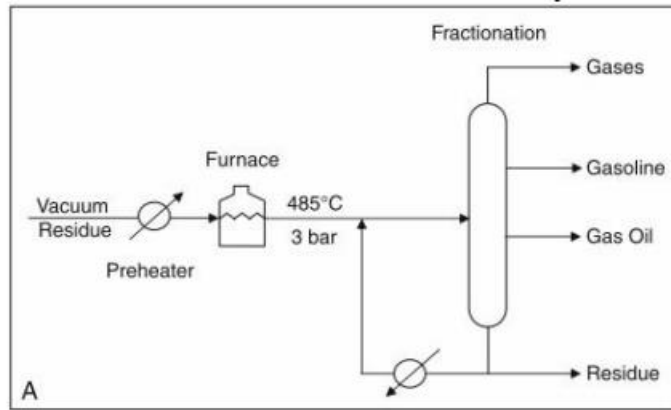 Fractionation
Gases
Furnace
Gasoline
Vacuum
Residue
485°C
3 bar
Gas Oil
Preheater
Residue
A